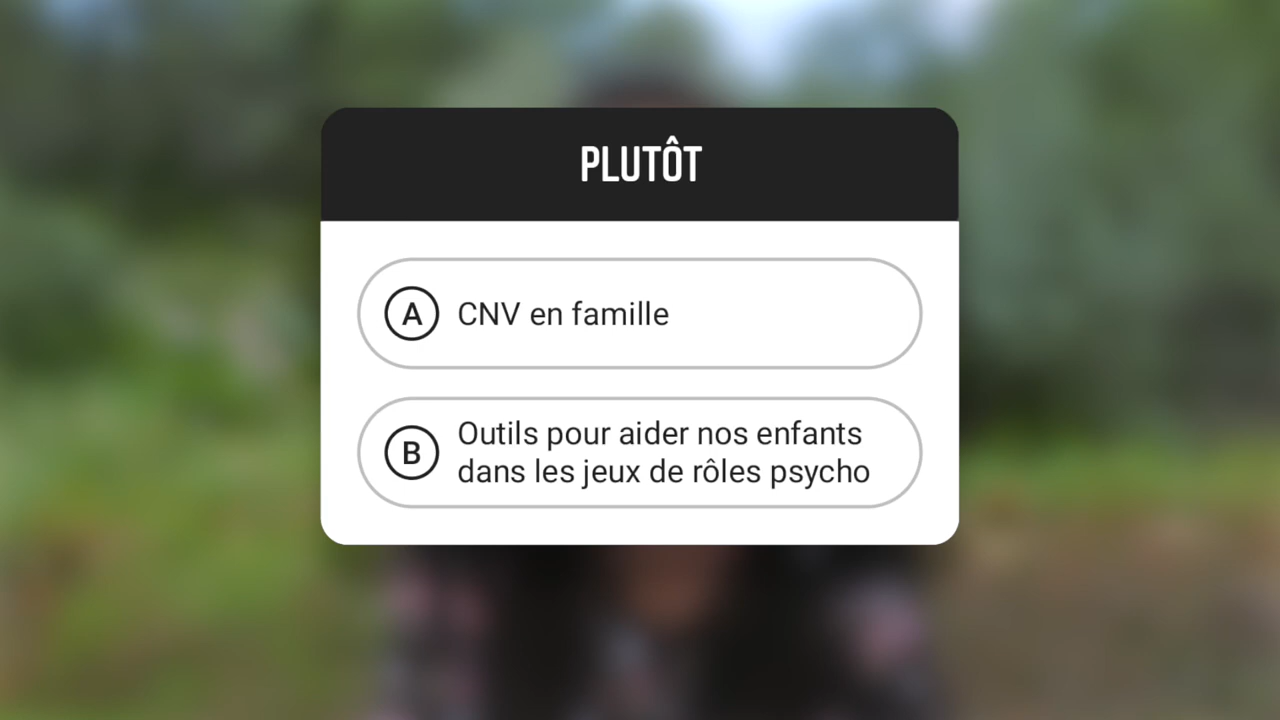 PLUTÔT
A CNV en famille
B Outils pour aider nos enfants
dans les jeux de rôles psycho